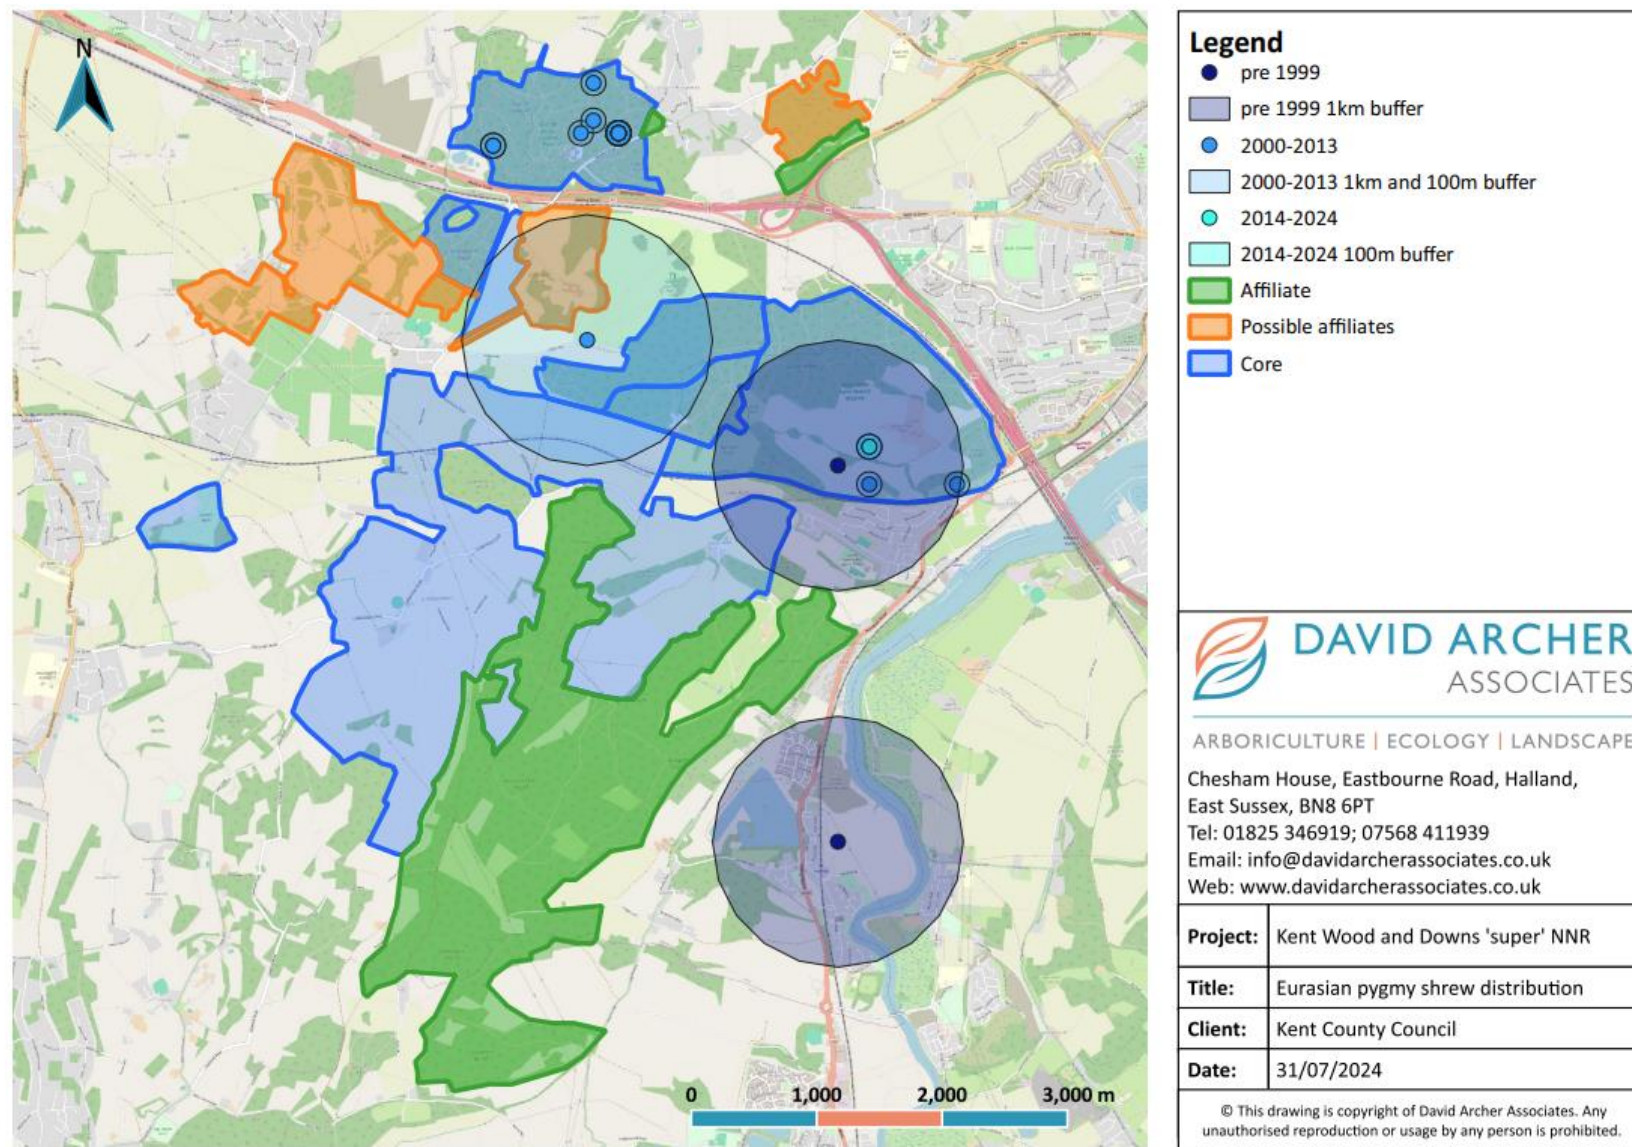 N
0
1,000
2,000
3,000 m
Legend
pre 1999
pre 1999 1km buffer
2000-2013
2000-2013 1km and 100m buffer
2014-2024
2014-2024 100m buffer
Affiliate
Possible affiliates
Core
DAVID ARCHER
ASSOCIATES
ARBORICULTURE | ECOLOGY | LANDSCAPE
Chesham House, Eastbourne Road, Halland,
East Sussex, BN8 6PT
Tel: 01825 346919; 07568 411939
Email: info@davidarcherassociates.co.uk
Web: www.davidarcherassociates.co.uk
Project: Kent Wood and Downs 'super' NNR
Title: Eurasian pygmy shrew distribution
Client: Kent County Council
Date: 31/07/2024
© This drawing is copyright of David Archer Associates. Any
unauthorised reproduction or usage by any person is prohibited.